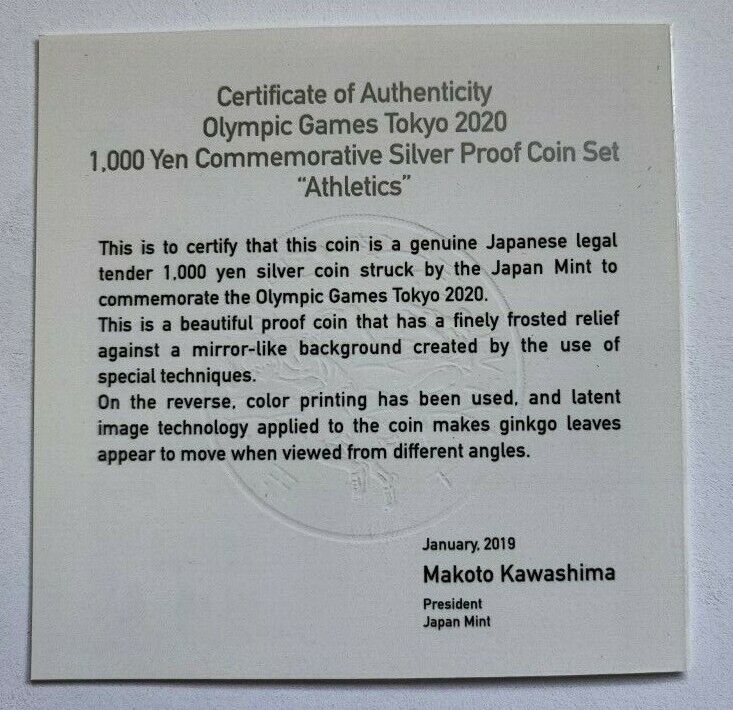 Certificate of Authenticity
Olympic Games Tokyo 2020
1,000 Yen Commemorative Silver Proof Coin Set
“Athletics”
This is to certify that this coin is a genuine Japanese legal
tender 1,000 yen silver coin struck by the Japan Mint to
commemorate the Olympic Games Tokyo 2020.
This is a beautiful proof coin that has a finely frosted relief
against a mirror-like background created by the use of
special techniques.
On the reverse, color printing has been used, and latent
image technology applied to the coin makes ginkgo leaves
appear to move when viewed from different angles.
January, 2019
Makoto Kawashima
President
Japan Mint